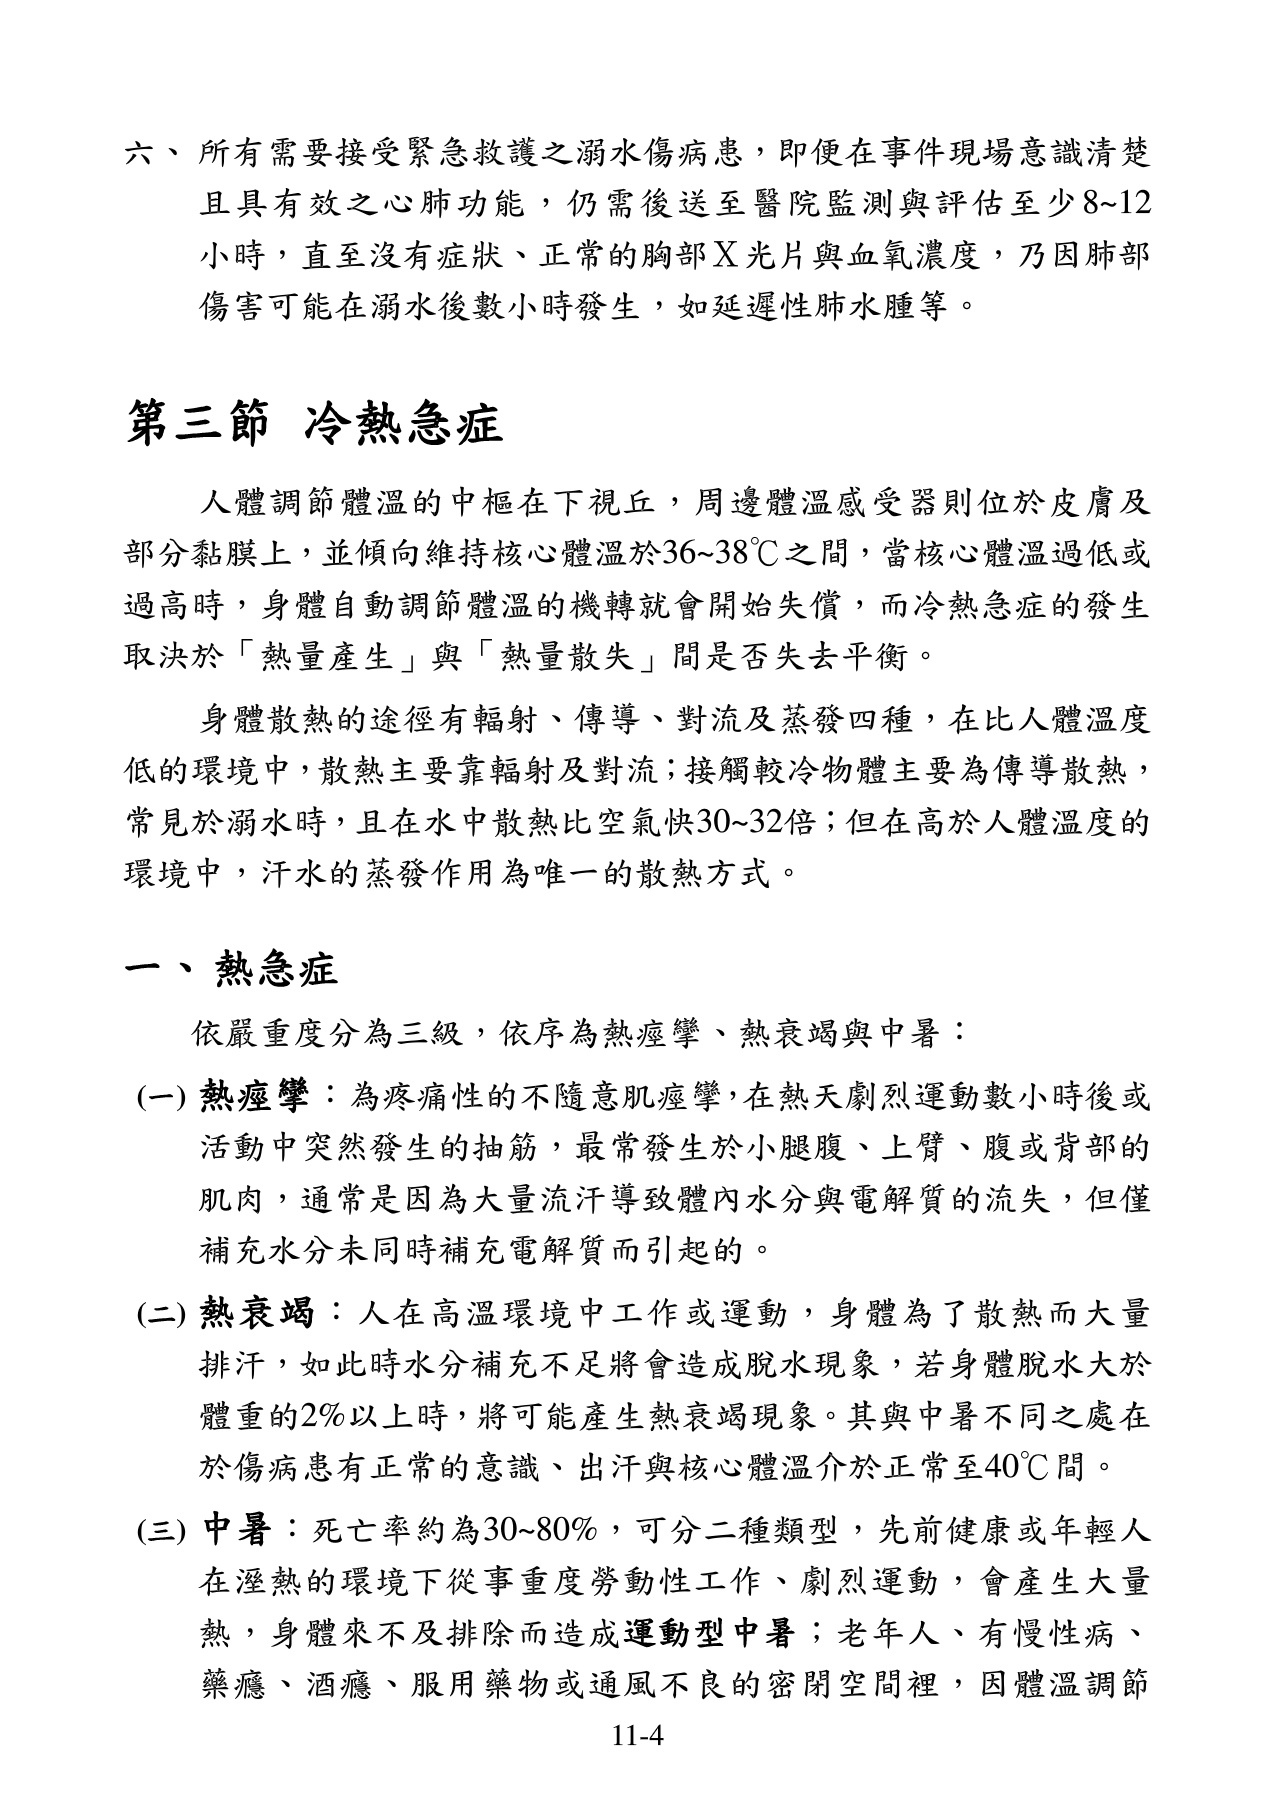 六、 所有需要接受緊急救護之溺水傷病患，即便在事件現場意識清楚
且具有效之心肺功能，仍需後送至醫院監測與評估至少8~12
小時，直至沒有症狀、正常的胸部Ｘ光片與血氧濃度，乃因肺部
傷害可能在溺水後數小時發生，如延遲性肺水腫等。
第三節 冷熱急症
人體調節體溫的中樞在下視丘，周邊體溫感受器則位於皮膚及
部分黏膜上，並傾向維持核心體溫於36~38℃之間，當核心體溫過低或
過高時，身體自動調節體溫的機轉就會開始失償，而冷熱急症的發生
取決於「熱量產生」與「熱量散失」間是否失去平衡。
身體散熱的途徑有輻射、傳導、對流及蒸發四種，在比人體溫度
低的環境中，散熱主要靠輻射及對流；接觸較冷物體主要為傳導散熱，
常見於溺水時，且在水中散熱比空氣快30~32倍；但在高於人體溫度的
環境中，汗水的蒸發作用為唯一的散熱方式。
一、熱急症
依嚴重度分為三級，依序為熱痙攣、熱衰竭與中暑：
(一) 熱痙攣：為疼痛性的不隨意肌痙攣，在熱天劇烈運動數小時後或
活動中突然發生的抽筋，最常發生於小腿腹、上臂、腹或背部的
肌肉，通常是因為大量流汗導致體內水分與電解質的流失，但僅
補充水分未同時補充電解質而引起的。
(二) 熱衰竭：人在高溫環境中工作或運動，身體為了散熱而大量
排汗，如此時水分補充不足將會造成脫水現象，若身體脫水大於
體重的2%以上時，將可能產生熱衰竭現象。其與中暑不同之處在
於傷病患有正常的意識、出汗與核心體溫介於正常至40℃間。
(三) 中暑：死亡率約為30~80%，可分二種類型，先前健康或年輕人
在溼熱的環境下從事重度勞動性工作、劇烈運動，會產生大量
熱，身體來不及排除而造成運動型中暑；老年人、有慢性病、
藥癮、酒癮、服用藥物或通風不良的密閉空間裡，因體溫調節
11-4